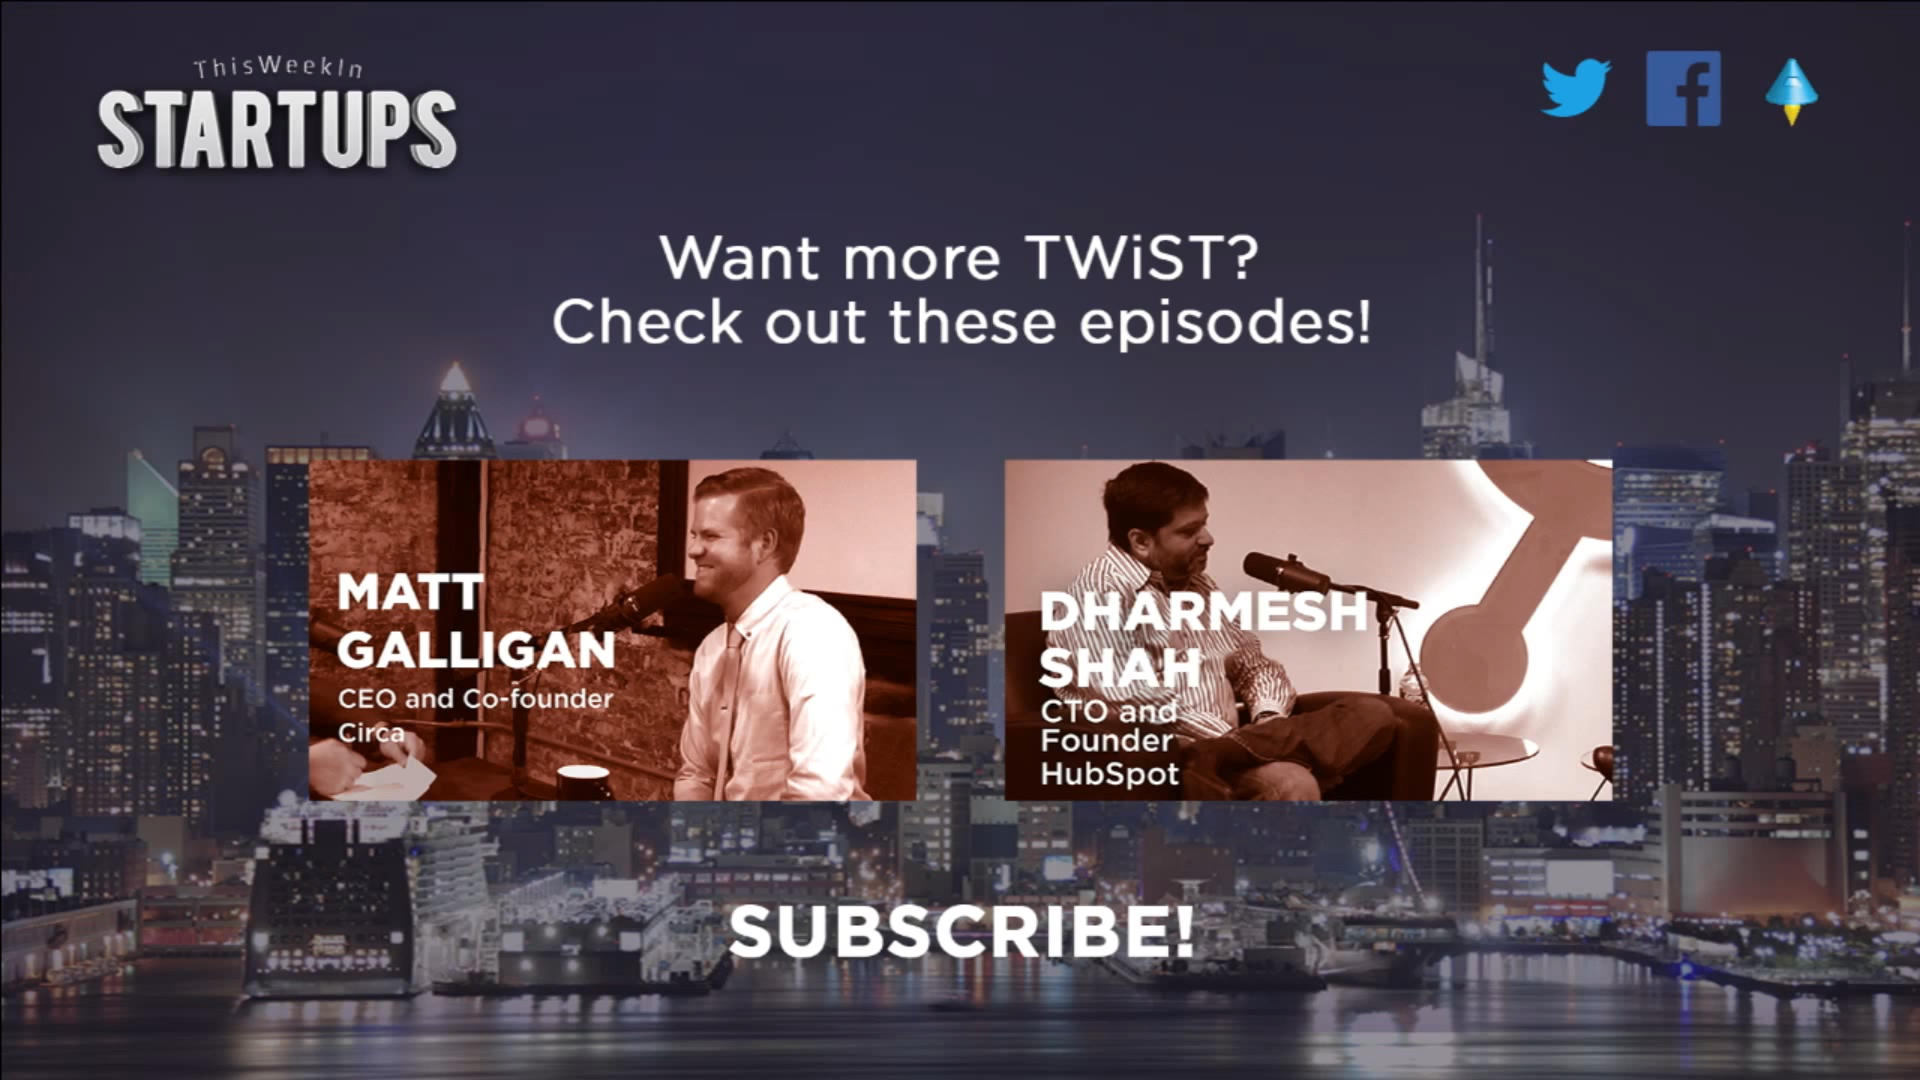 ThisWeekIn
STARTUPS
Want more TWiST?
Check out these episodes!
MATT
GALLIGAN
CEO and Co-founder
Circa
DHARMESH
SHAH
CTO and
Founder
HubSpot
SUBSCRIBE!